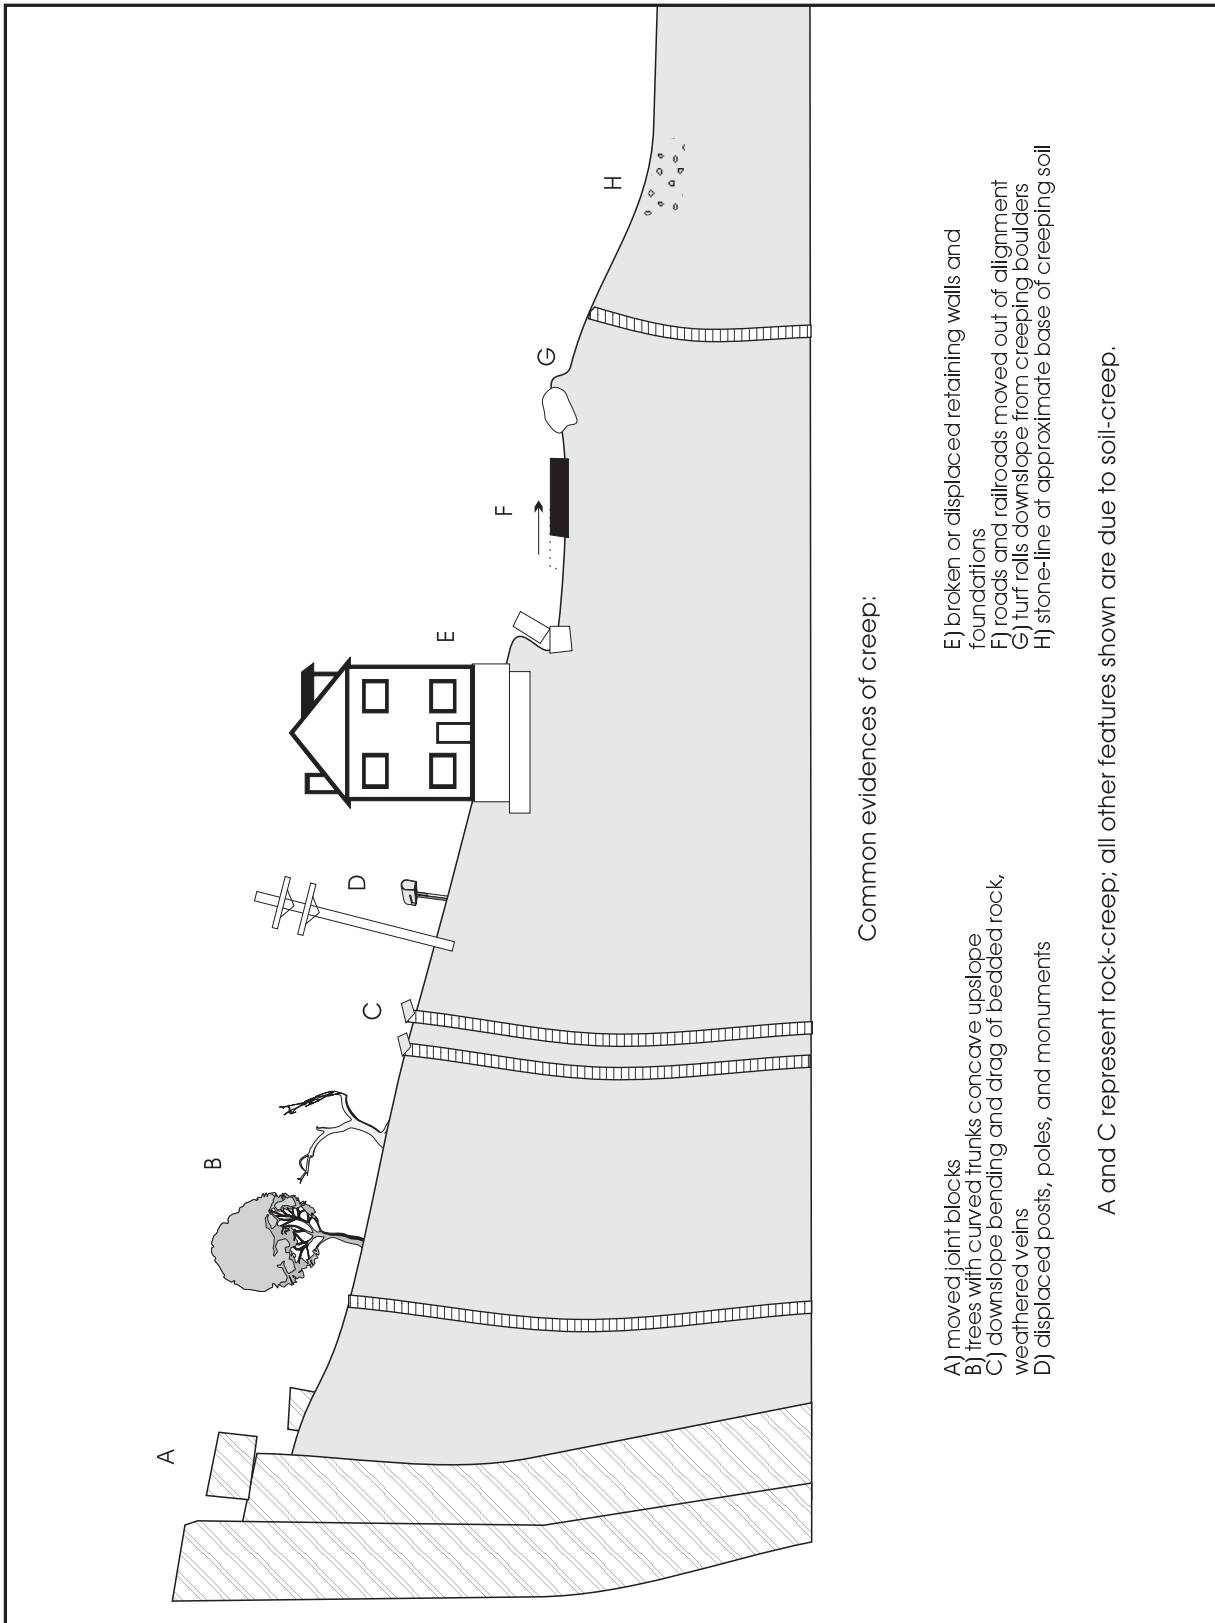 A
B
C
D
E
F
G
H
Common evidences of creep:
A) moved joint blocks
B) trees with curved trunks concave upslope
C) downslope bending and drag of bedded rock,
weathered veins
D) displaced posts, poles, and monuments
E) broken or displaced retaining walls and
foundations
F) roads and railroads moved out of alignment
G) turf rolls downslope from creeping boulders
H) stone-line at approximate base of creeping soil
A and C represent rock-creep; all other features shown are due to soil-creep.